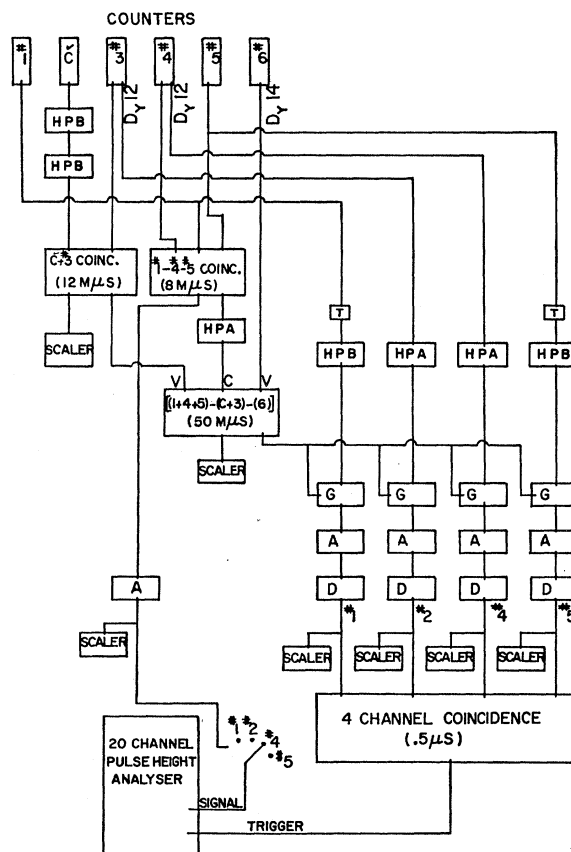 COUNTERS
#1 Č #3 #4 #5 #6
DY 12 DY 12 DY 14
HPB
HPB
Č+#3 COINC. #1-#4-#5 COINC.
(12 MμS) (8 MμS)
T T
SCALER HPA HPB HPA HPA HPB
V C V
[(1+4+5)-(C+3)-(6)]
(50 MμS)
SCALER
G G G G
A A A A
A D D D D
#1 #2 #4 #5
SCALER SCALER SCALER SCALER SCALER
4 CHANNEL COINCIDENCE
(.5μS)
#1 #2 #4 #5
20 CHANNEL
PULSE HEIGHT
ANALYSER
SIGNAL
TRIGGER